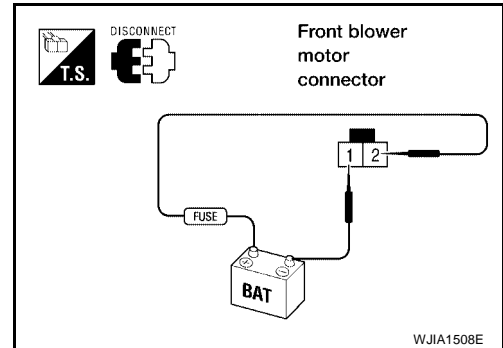 DISCONNECT
T.S.
Front blower
motor
connector
1 2
FUSE
+ −
BAT
WJIA1508E